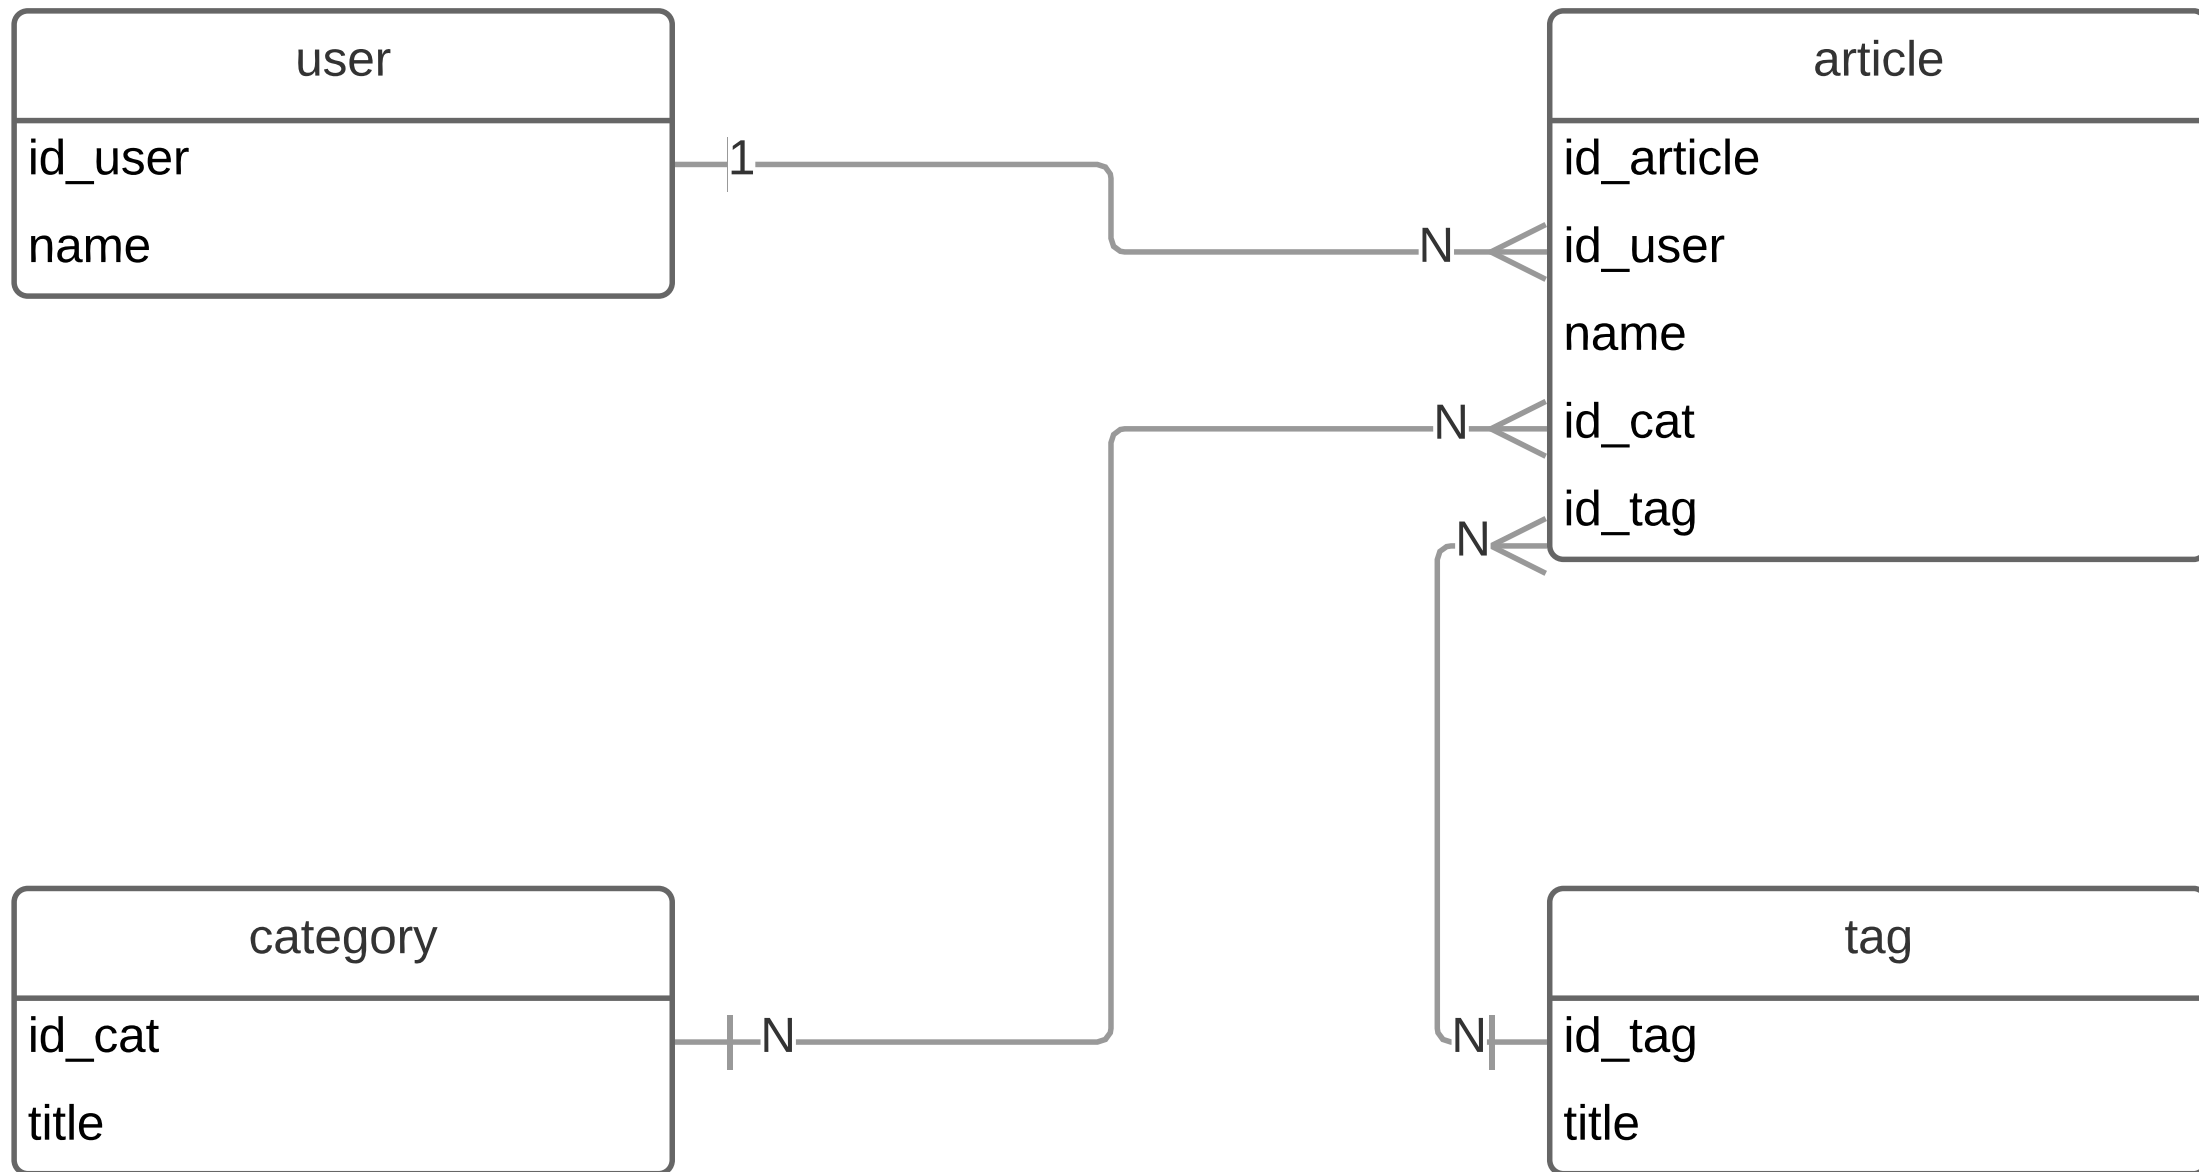 user
id_user
name
1
N
article
id_article
id_user
name
id_cat
id_tag
N
N
category
id_cat
title
N
N
tag
id_tag
title